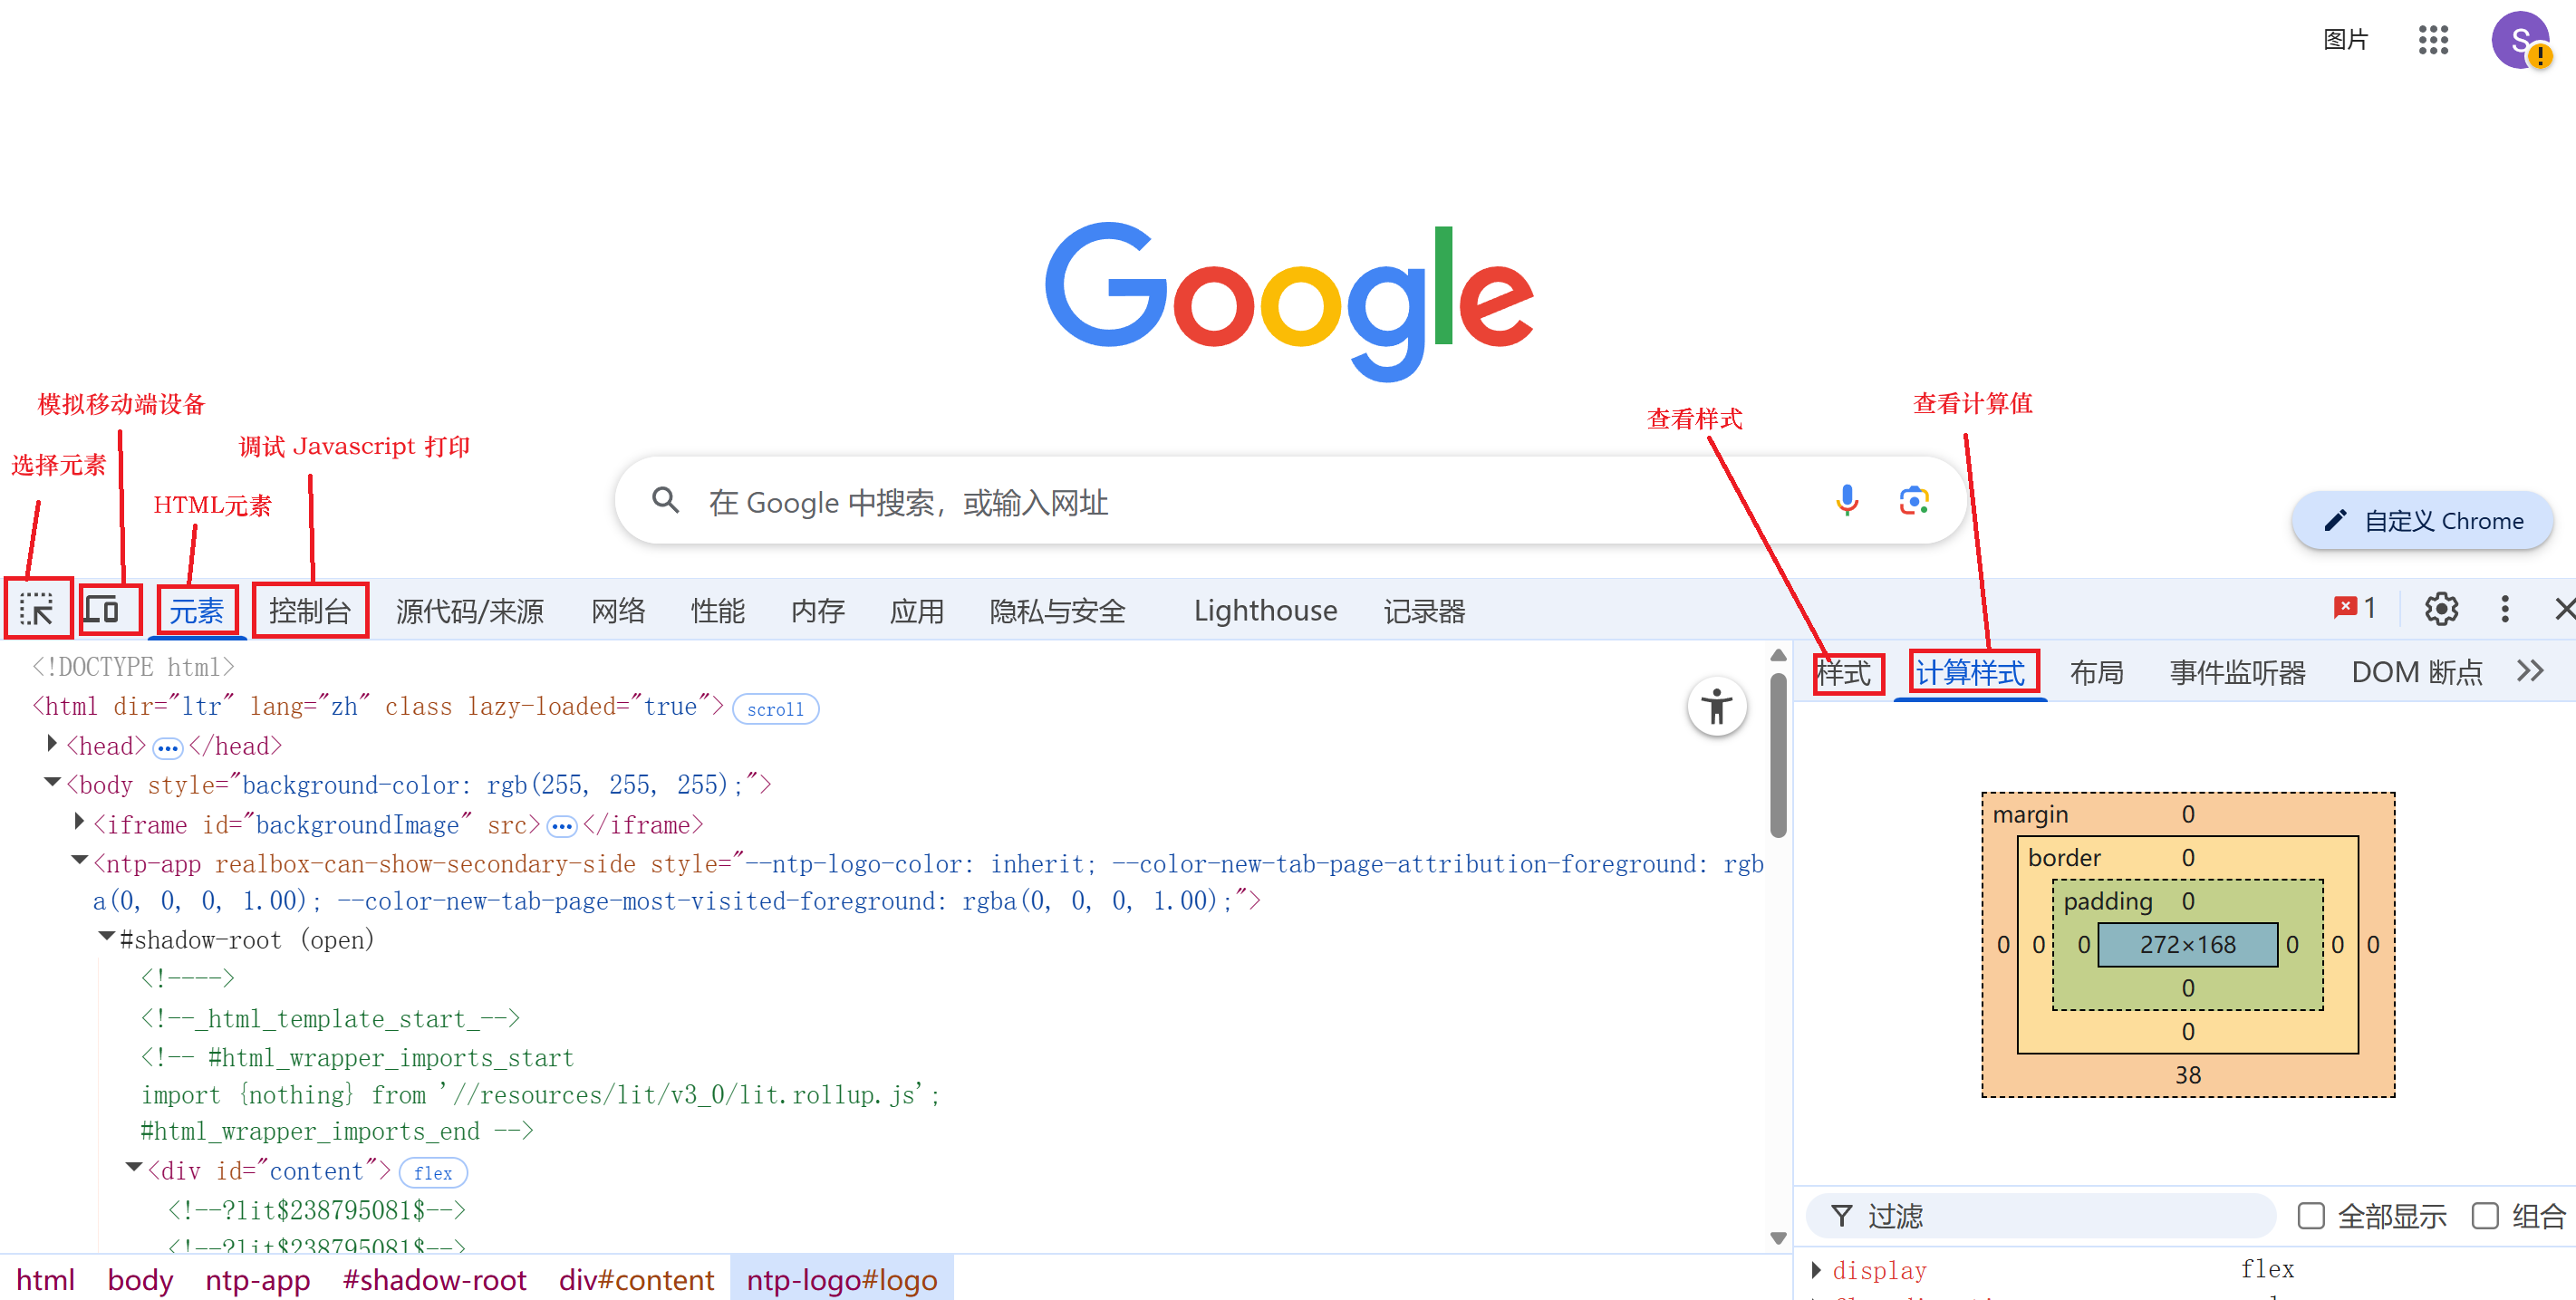 图片
S
Google
模拟移动端设备
选择元素
调试 Javascript 打印
HTML元素
查看样式
查看计算值
在 Google 中搜索，或输入网址
自定义 Chrome
元素 控制台 源代码/来源 网络 性能 内存 应用 隐私与安全 Lighthouse 记录器 1
样式 计算样式 布局 事件监听器 DOM 断点
<!DOCTYPE html>
<html dir="ltr" lang="zh" class lazy-loaded="true"> scroll
<head> ••• </head>
<body style="background-color: rgb(255, 255, 255);">
<iframe id="backgroundImage" src> ••• </iframe>
<ntp-app realbox-can-show-secondary-side style="--ntp-logo-color: inherit; --color-new-tab-page-attribution-foreground: rgb
a(0, 0, 0, 1.00); --color-new-tab-page-most-visited-foreground: rgba(0, 0, 0, 1.00);">
#shadow-root (open)
<!---->
<!--_html_template_start_-->
<!-- #html_wrapper_imports_start
import {nothing} from '//resources/lit/v3_0/lit.rollup.js';
#html_wrapper_imports_end -->
<div id="content"> flex
<!--?lit$238795081$-->
<!--?lit$238795081$-->
html body ntp-app #shadow-root div#content ntp-logo#logo
margin 0
border 0
padding 0
0 0 0 272×168 0 0 0
0
0
38
过滤 全部显示 组合
display flex